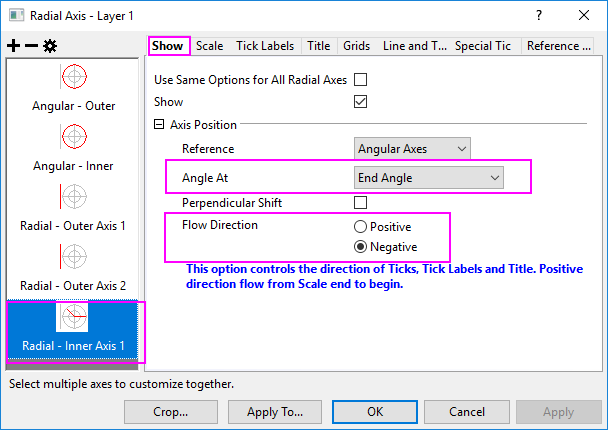 Radial Axis - Layer 1
Show Scale Tick Labels Title Grids Line and T... Special Tic Reference ...
Angular - Outer
Angular - Inner
Radial - Outer Axis 1
Radial - Outer Axis 2
Radial - Inner Axis 1
Use Same Options for All Radial Axes
Show
Axis Position
Reference Angular Axes
Angle At End Angle
Perpendicular Shift
Flow Direction Positive
Negative
This option controls the direction of Ticks, Tick Labels and Title. Positive
direction flow from Scale end to begin.
Select multiple axes to customize together.
Crop... Apply To... OK Cancel Apply